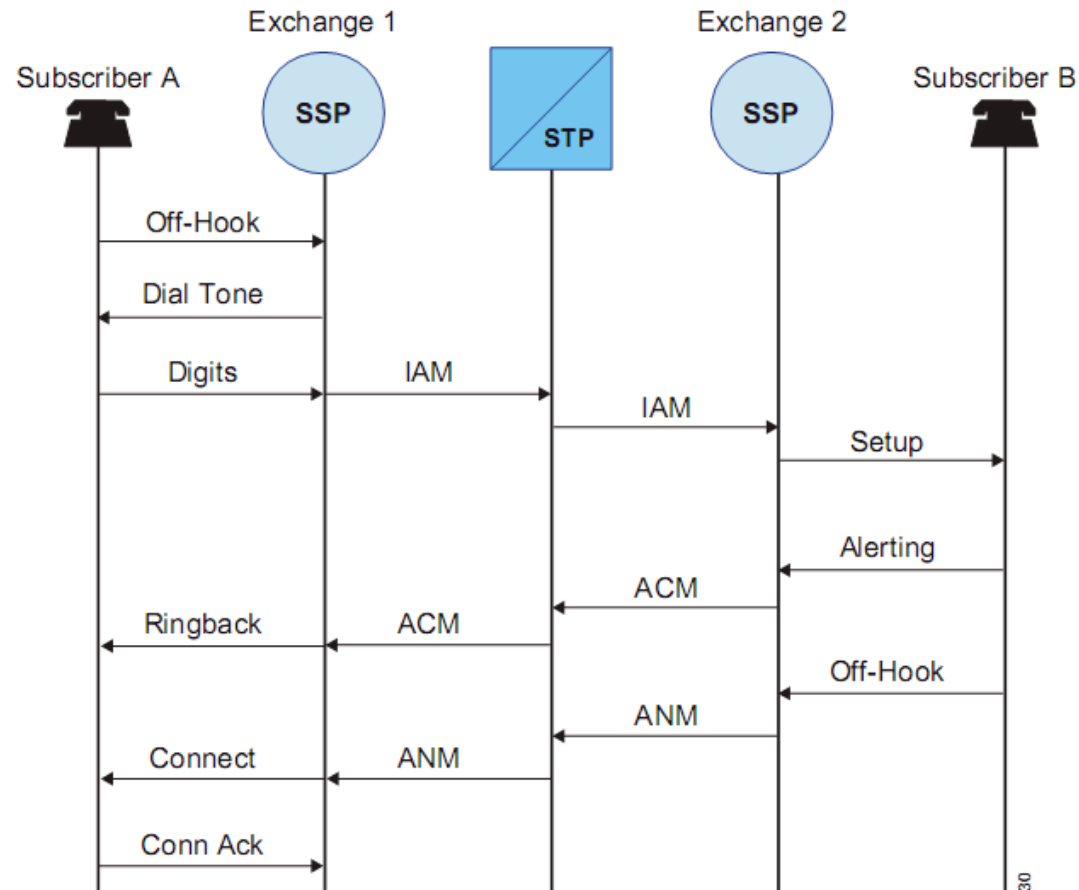 Exchange 1
Exchange 2
Subscriber A
Subscriber B
SSP
STP
SSP
Off-Hook
Dial Tone
Digits
IAM
IAM
Setup
Alerting
ACM
Ringback
ACM
Off-Hook
ANM
Connect
ANM
Conn Ack
30